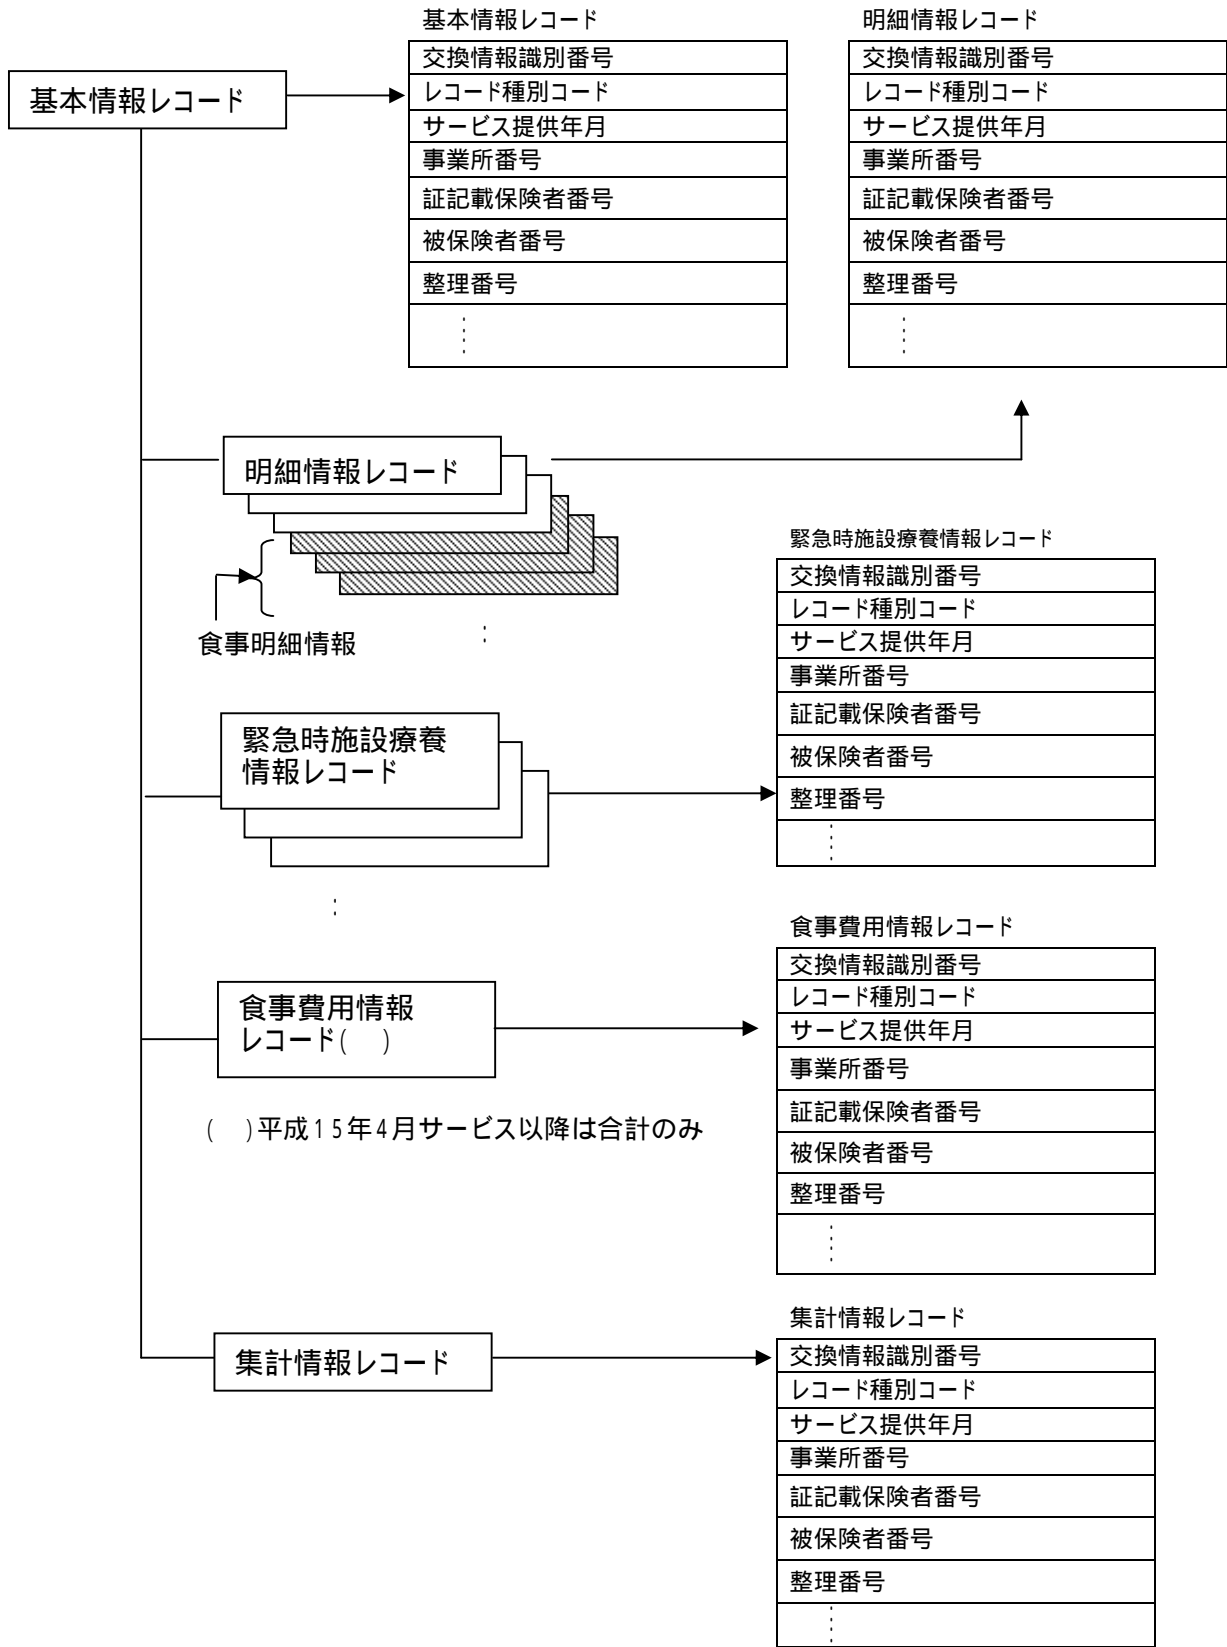 基本情報レコード
基本情報レコード
交換情報識別番号
レコード種別コード
サービス提供年月
事業所番号
証記載保険者番号
被保険者番号
整理番号
明細情報レコード
交換情報識別番号
レコード種別コード
サービス提供年月
事業所番号
証記載保険者番号
被保険者番号
整理番号
明細情報レコード
食事明細情報
緊急時施設療養
情報レコード
緊急時施設療養情報レコード
交換情報識別番号
レコード種別コード
サービス提供年月
事業所番号
証記載保険者番号
被保険者番号
整理番号
食事費用情報
レコード(　)
(　)平成15年4月サービス以降は合計のみ
食事費用情報レコード
交換情報識別番号
レコード種別コード
サービス提供年月
事業所番号
証記載保険者番号
被保険者番号
整理番号
集計情報レコード
集計情報レコード
交換情報識別番号
レコード種別コード
サービス提供年月
事業所番号
証記載保険者番号
被保険者番号
整理番号